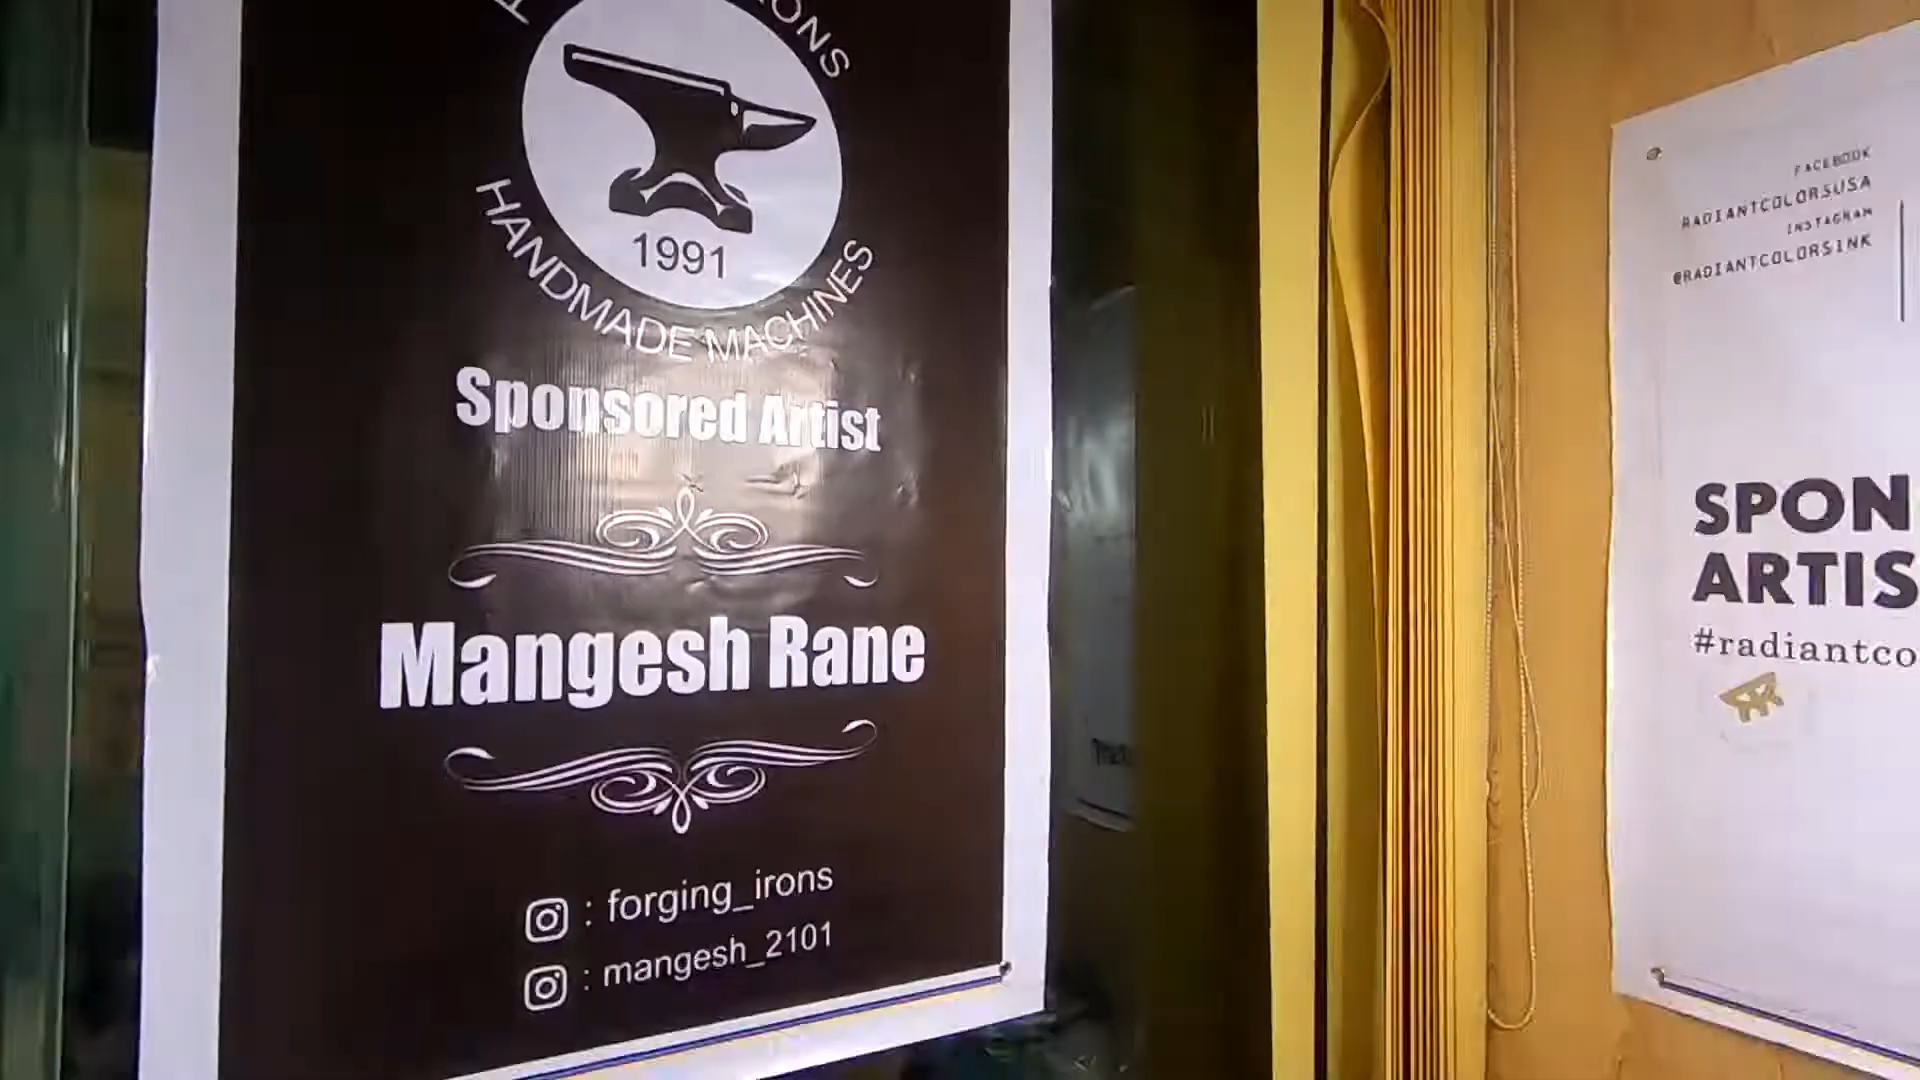 1991
HANDMADE MACHINES
Sponsored Artist
Mangesh Rane
: forging_irons
: mangesh_2101
FACEBOOK
RADIANTCOLORSUSA
INSTAGRAM
@RADIANTCOLORSINK
SPON
ARTIS
#radiantco